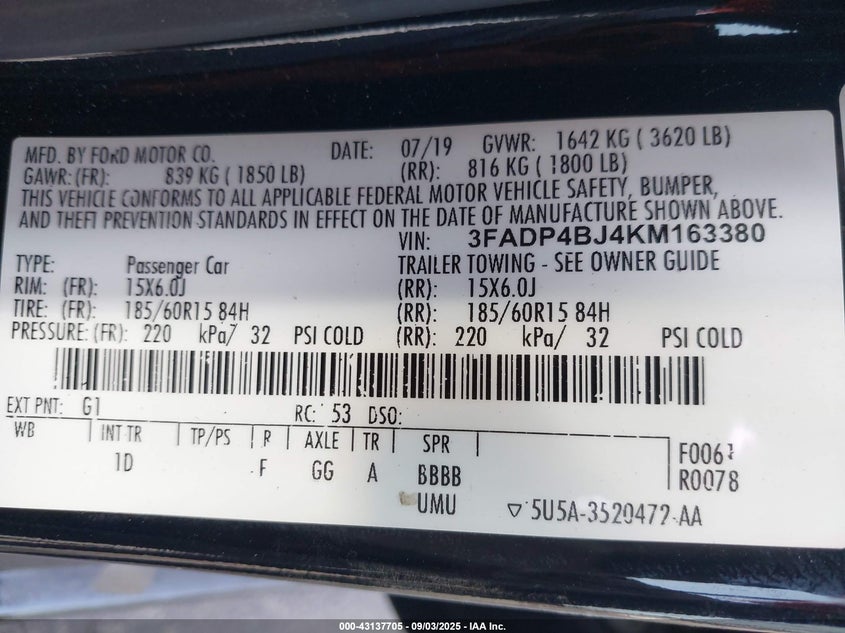 MFD. BY FORD MOTOR CO. DATE: 07/19 GVWR: 1642 KG ( 3620 LB)
GAWR: (FR): 839 KG ( 1850 LB) (RR): 816 KG ( 1800 LB)
THIS VEHICLE CONFORMS TO ALL APPLICABLE FEDERAL MOTOR VEHICLE SAFETY, BUMPER,
AND THEFT PREVENTION STANDARDS IN EFFECT ON THE DATE OF MANUFACTURE SHOWN ABOVE.
VIN: 3FADP4BJ4KM163380
TYPE: Passenger Car TRAILER TOWING - SEE OWNER GUIDE
RIM: (FR): 15X6.0J (RR): 15X6.0J
TIRE: (FR): 185/60R15 84H (RR): 185/60R15 84H
PRESSURE: (FR): 220 kPa/ 32 PSI COLD (RR): 220 kPa/ 32 PSI COLD
EXT PNT: G1 RC: 53 DSO:
WB INT TR TP/PS R AXLE TR SPR
1D F GG A BBBB
UMU
F0061
R0078
5U5A-3520472-AA
000-43137705 - 09/03/2025 - IAA Inc.